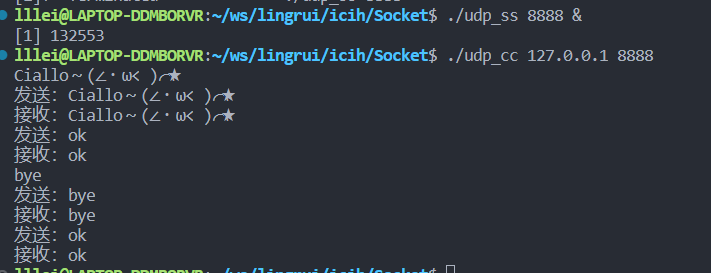 lllei@LAPTOP-DDMBORVR:~/ws/lingrui/icih/Socket$ ./udp_ss 8888 &
[1] 132553
lllei@LAPTOP-DDMBORVR:~/ws/lingrui/icih/Socket$ ./udp_cc 127.0.0.1 8888
Ciallo～(∠・ω< )⌒★
发送: Ciallo～(∠・ω< )⌒★
接收: Ciallo～(∠・ω< )⌒★
发送: ok
接收: ok
bye
发送: bye
接收: bye
发送: ok
接收: ok
lllei@LAPTOP-DDMBORVR:~/ws/lingrui/icih/Socket$